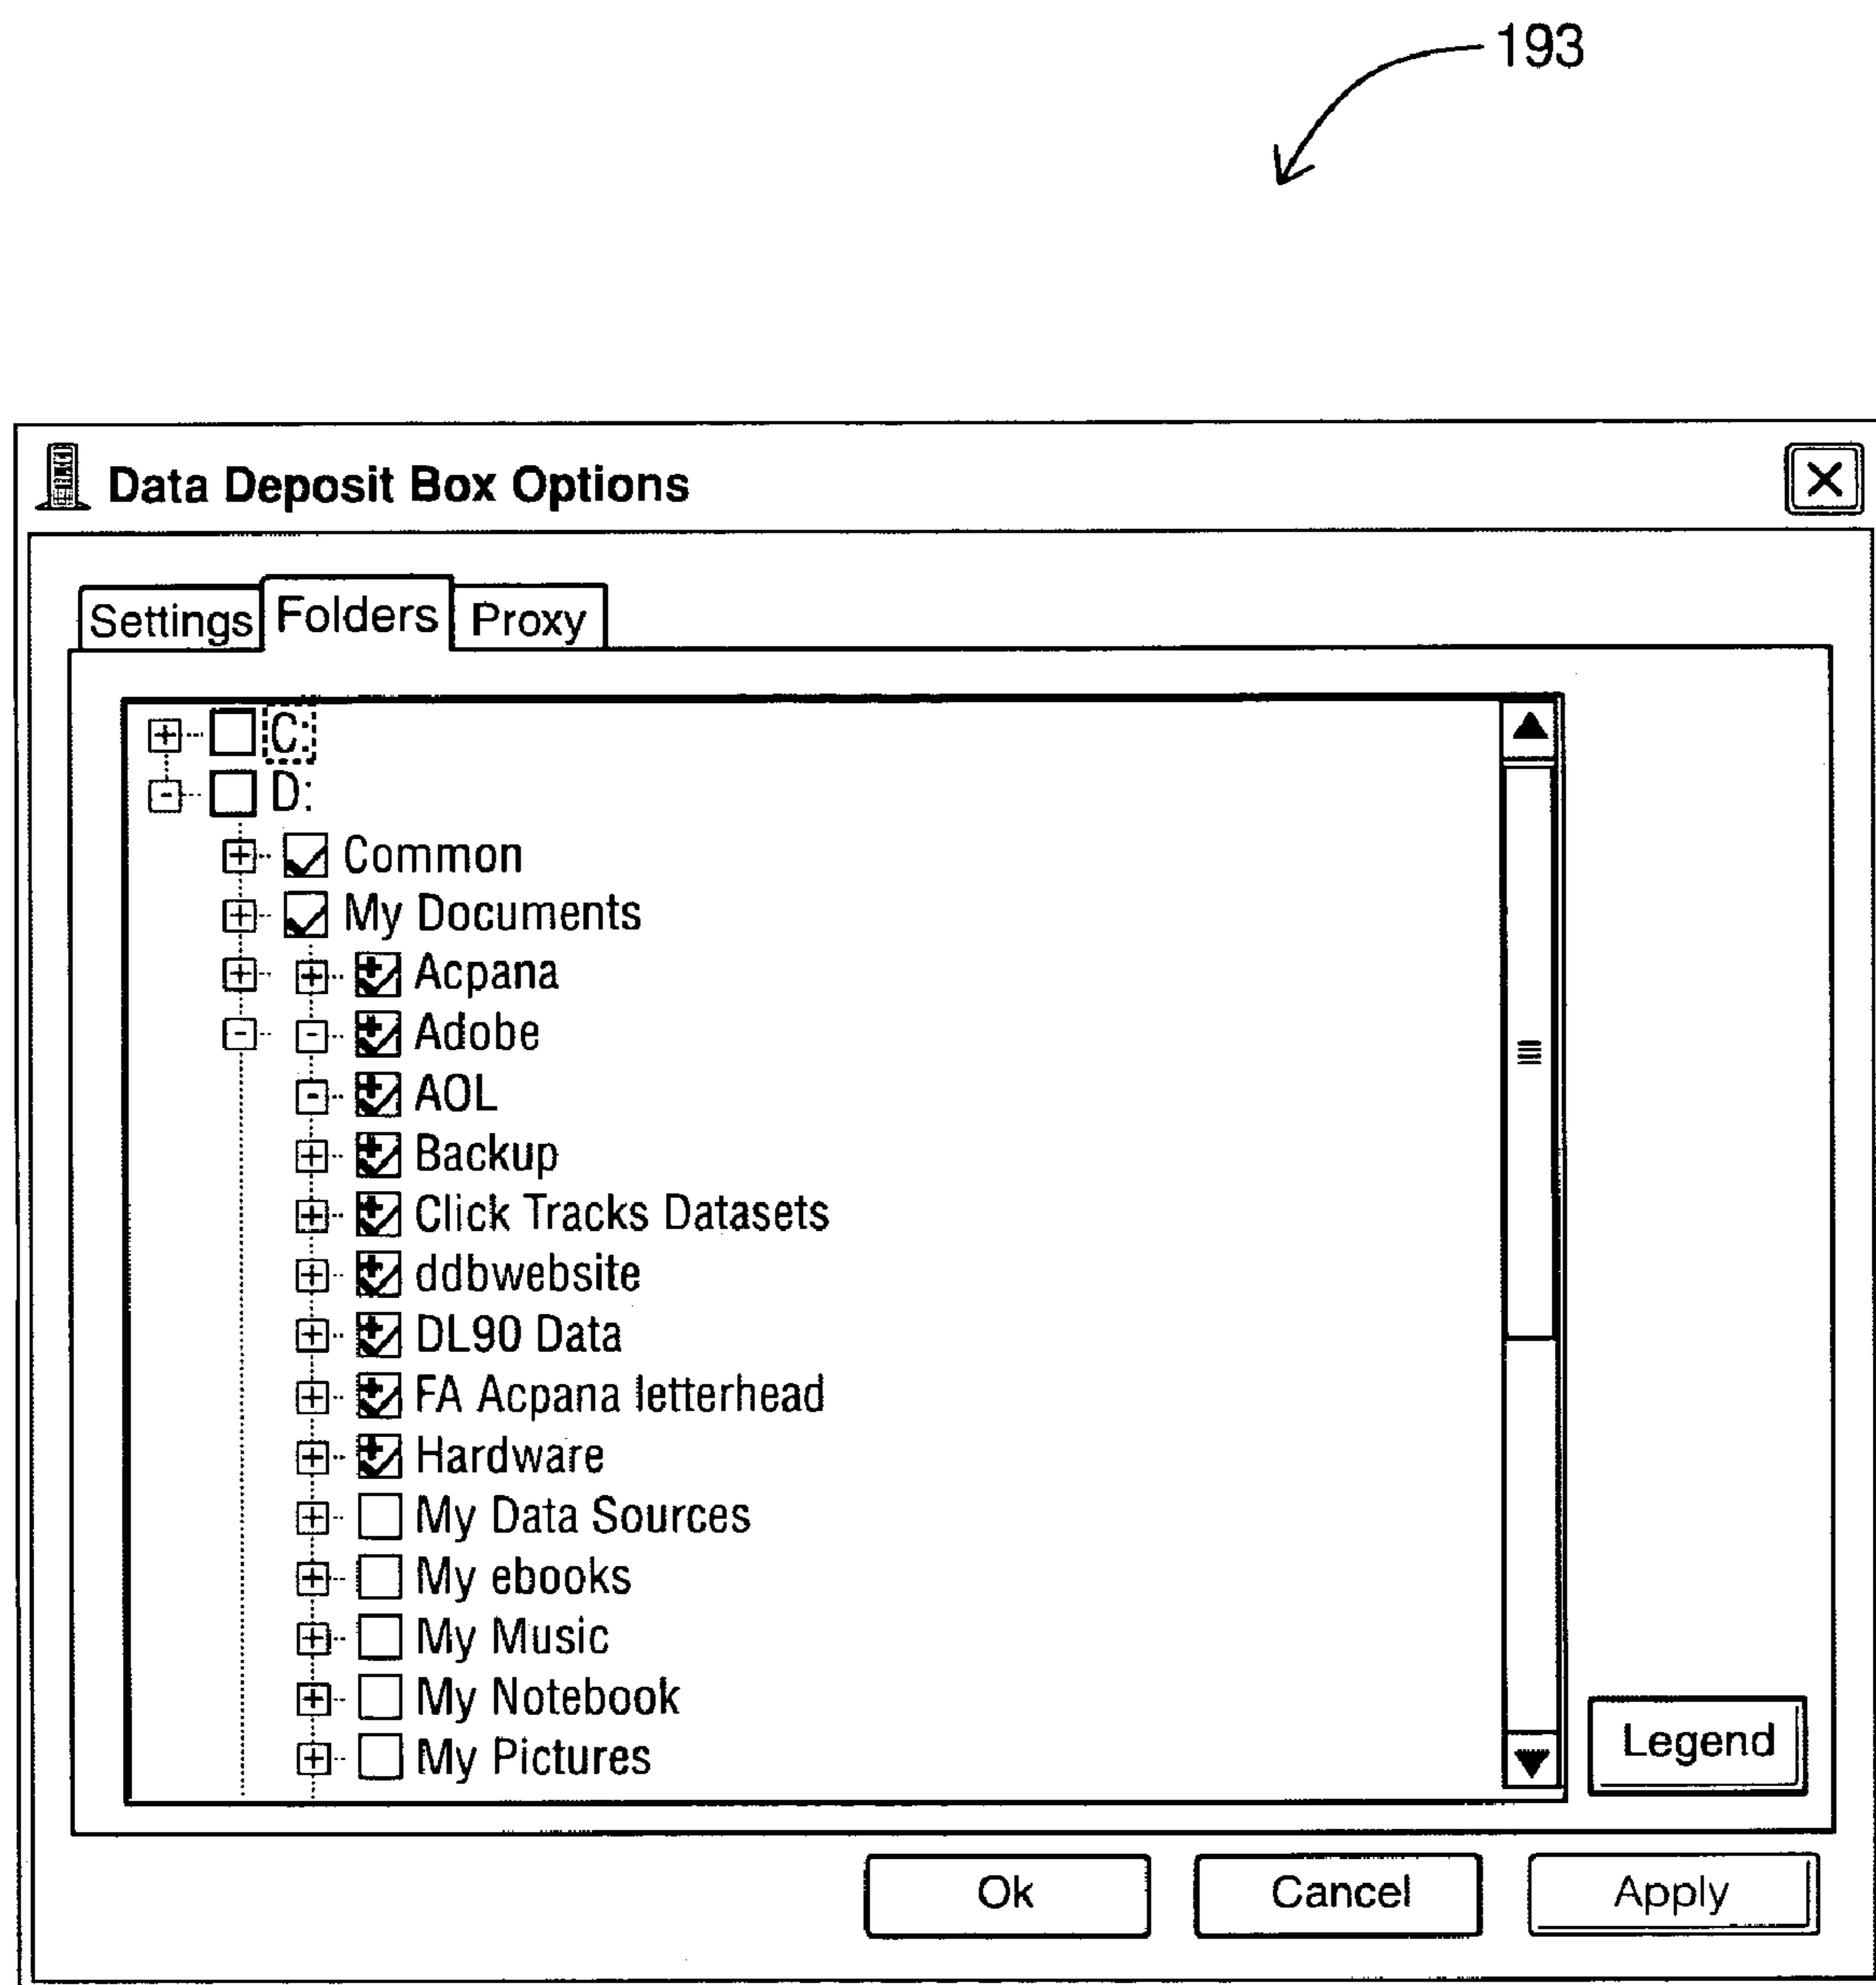 193
Data Deposit Box Options
Settings Folders Proxy
C:
D:
Common
My Documents
Acpana
Adobe
AOL
Backup
Click Tracks Datasets
ddbwebsite
DL90 Data
FA Acpana letterhead
Hardware
My Data Sources
My ebooks
My Music
My Notebook
My Pictures
Legend
Ok Cancel Apply